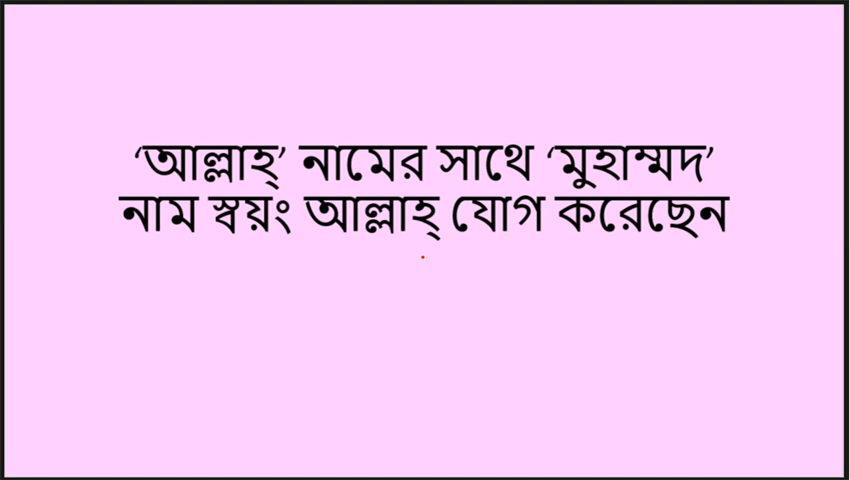 ‘আল্লাহ্’ নামের সাথে ‘মুহাম্মদ’
নাম স্বয়ং আল্লাহ্ যোগ করেছেন